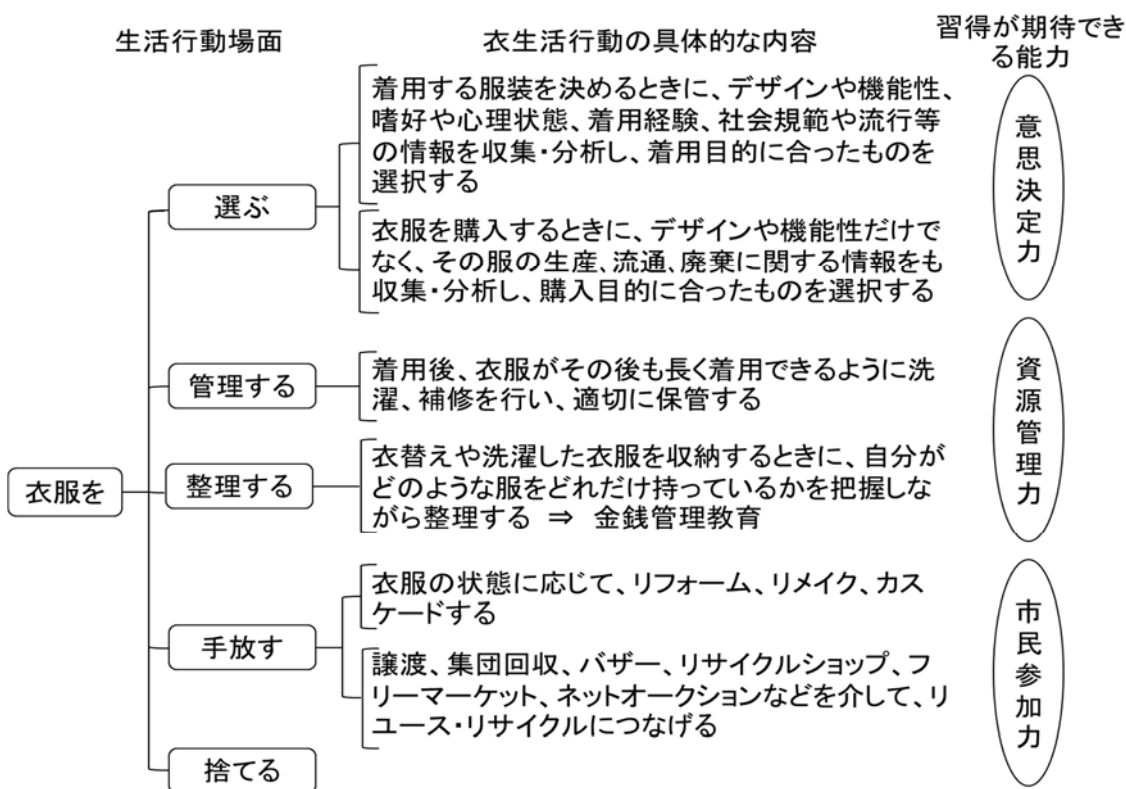 生活行動場面
衣生活行動の具体的な内容
習得が期待でき
る能力
衣服を
選ぶ
着用する服装を決めるときに、デザインや機能性、
嗜好や心理状態、着用経験、社会規範や流行等
の情報を収集・分析し、着用目的に合ったものを
選択する
衣服を購入するときに、デザインや機能性だけで
なく、その服の生産、流通、廃棄に関する情報をも
収集・分析し、購入目的に合ったものを選択する
意思決定力
管理する
着用後、衣服がその後も長く着用できるように洗
濯、補修を行い、適切に保管する
整理する
衣替えや洗濯した衣服を収納するときに、自分が
どのような服をどれだけ持っているかを把握しな
がら整理する ⇒ 金銭管理教育
資源管理力
手放す
衣服の状態に応じて、リフォーム、リメイク、カス
ケードする
譲渡、集団回収、バザー、リサイクルショップ、フ
リーマーケット、ネットオークションなどを介して、リ
ユース・リサイクルにつなげる
市民参加力
捨てる